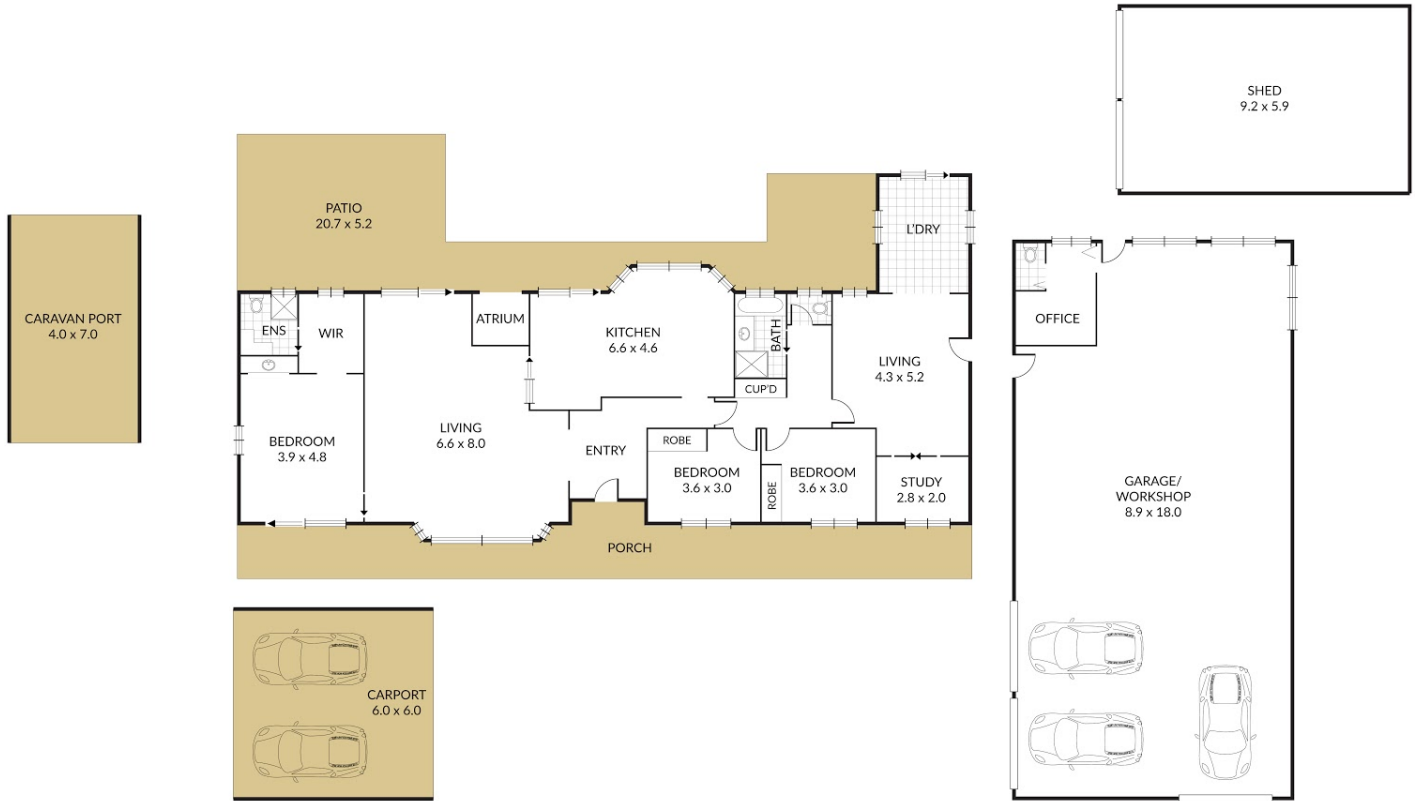 SHED
9.2 x 5.9
PATIO
20.7 x 5.2
L'DRY
CARAVAN PORT
4.0 x 7.0
ENS
WIR
ATRIUM
KITCHEN
6.6 x 4.6
BATH
OFFICE
LIVING
4.3 x 5.2
CUP'D
BEDROOM
3.9 x 4.8
LIVING
6.6 x 8.0
ENTRY
ROBE
BEDROOM
3.6 x 3.0
ROBE
BEDROOM
3.6 x 3.0
STUDY
2.8 x 2.0
GARAGE/
WORKSHOP
8.9 x 18.0
PORCH
CARPORT
6.0 x 6.0